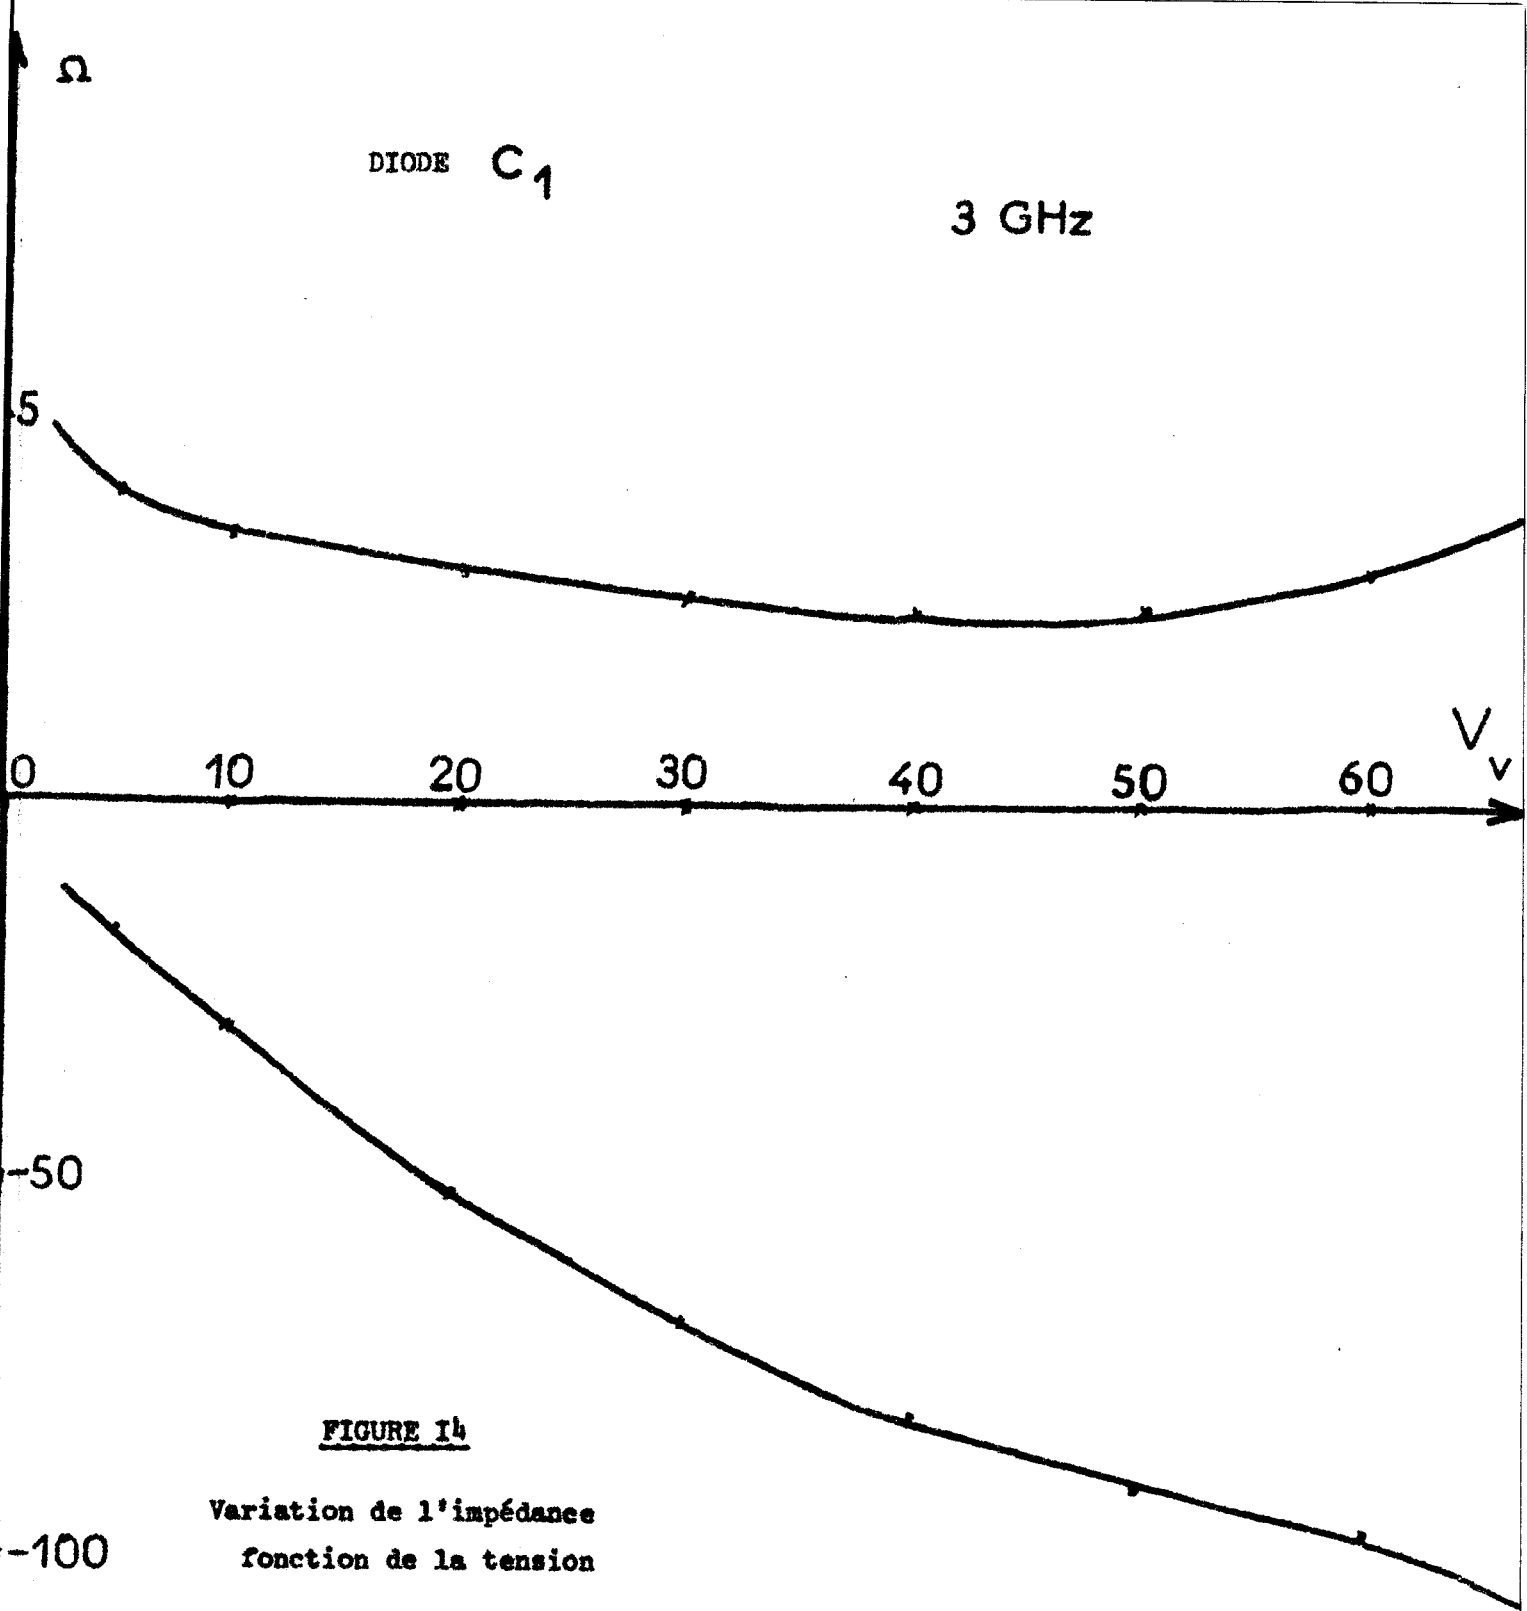 Ω
DIODE C1
3 GHz
5
V v
0 10 20 30 40 50 60
-50
FIGURE I4
Variation de l'impédance
-100
fonction de la tension